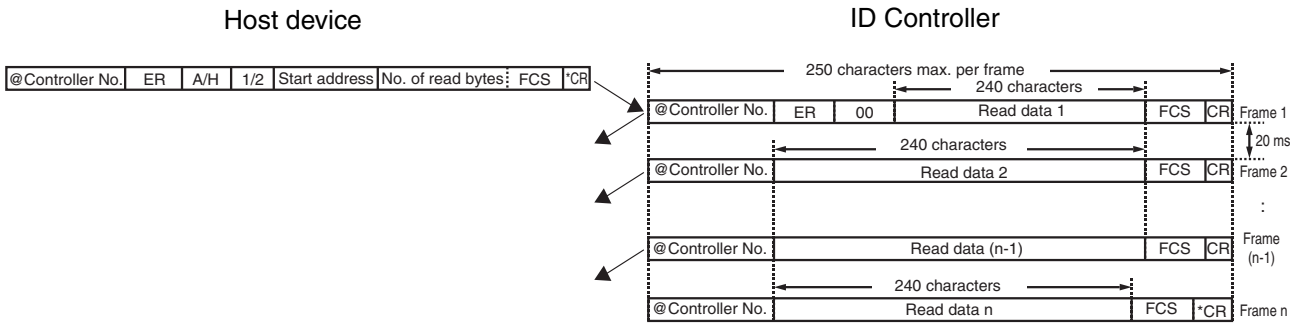 Host device
ID Controller
@Controller No. ER A/H 1/2 Start address No. of read bytes FCS *CR
250 characters max. per frame
240 characters
@Controller No. ER 00 Read data 1 FCS CR Frame 1
20 ms
240 characters
@Controller No. Read data 2 FCS CR Frame 2
:
@Controller No. Read data (n-1) FCS CR Frame
(n-1)
240 characters
@Controller No. Read data n FCS *CR Frame n